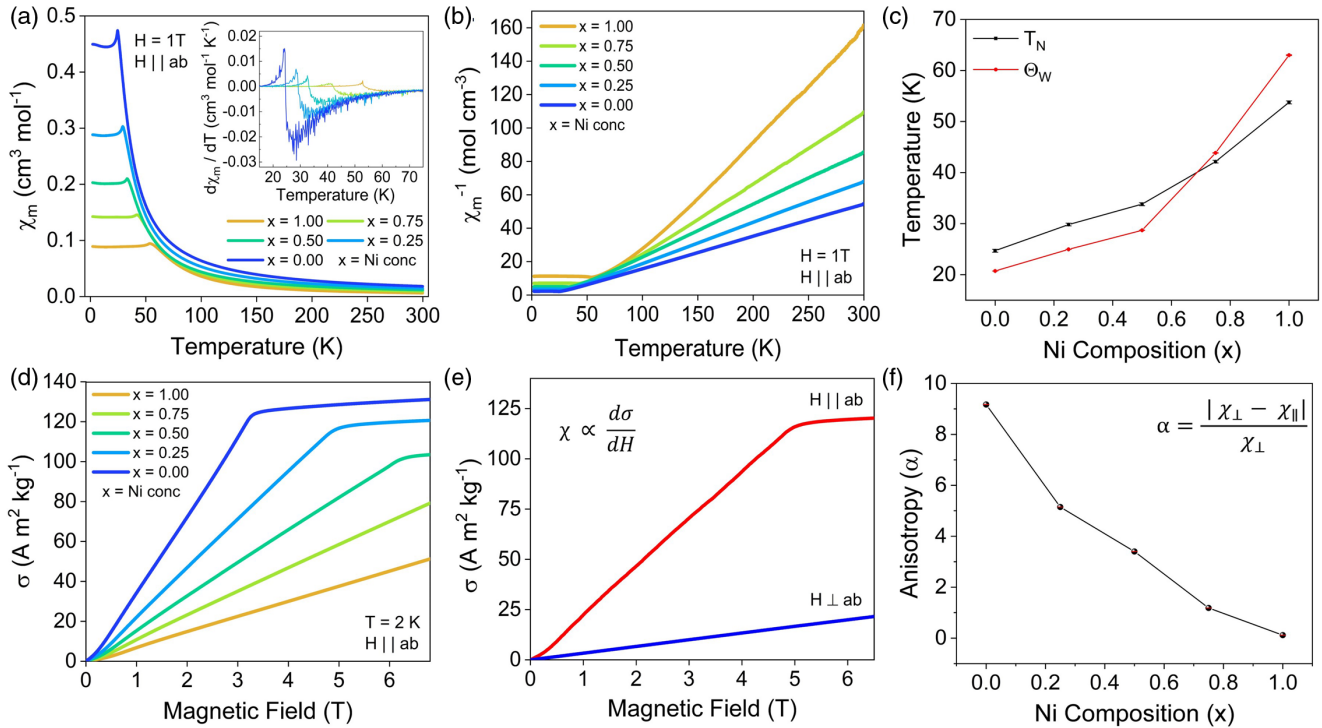 (a)
0.5
0.4
0.3
0.2
0.1
0.0
χm (cm³ mol⁻¹)
0 50 100 150 200 250 300
Temperature (K)
H = 1T
H || ab
0.02
0.01
0.00
-0.01
-0.02
-0.03
dχm / dT (cm³ mol⁻¹ K⁻¹)
20 30 40 50 60 70
Temperature (K)
x = 1.00 x = 0.75
x = 0.50 x = 0.25
x = 0.00 x = Ni conc
(b)
160
140
120
100
80
60
40
20
0
χm⁻¹ (mol cm⁻³)
x = 1.00
x = 0.75
x = 0.50
x = 0.25
x = 0.00
x = Ni conc
H = 1T
H || ab
0 50 100 150 200 250 300
Temperature (K)
(c)
70
60
50
40
30
20
Temperature (K)
T_N
Θ_W
0.0 0.2 0.4 0.6 0.8 1.0
Ni Composition (x)
(d)
140
120
100
80
60
40
20
0
σ (A m² kg⁻¹)
x = 1.00
x = 0.75
x = 0.50
x = 0.25
x = 0.00
x = Ni conc
T = 2 K
H || ab
0 1 2 3 4 5 6
Magnetic Field (T)
(e)
125
100
75
50
25
0
σ (A m² kg⁻¹)
χ ∝ dσ/dH
H || ab
H ⊥ ab
0 1 2 3 4 5 6
Magnetic Field (T)
(f)
10
8
6
4
2
0
Anisotropy (α)
α = | χ⊥ − χ∥| / χ⊥
0.0 0.2 0.4 0.6 0.8 1.0
Ni Composition (x)